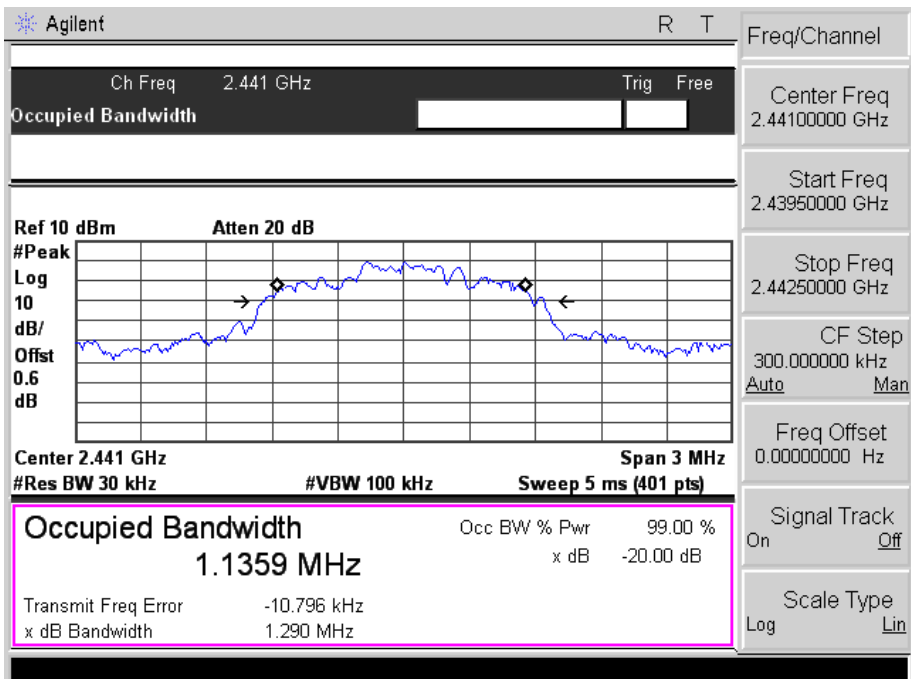 Agilent R T
Ch Freq 2.441 GHz Trig Free
Occupied Bandwidth
Ref 10 dBm Atten 20 dB
#Peak
Log
10
dB/
Offst
0.6
dB
Center 2.441 GHz Span 3 MHz
#Res BW 30 kHz #VBW 100 kHz Sweep 5 ms (401 pts)
Occupied Bandwidth Occ BW % Pwr 99.00 %
1.1359 MHz x dB -20.00 dB
Transmit Freq Error -10.796 kHz
x dB Bandwidth 1.290 MHz
Freq/Channel
Center Freq
2.44100000 GHz
Start Freq
2.43950000 GHz
Stop Freq
2.44250000 GHz
CF Step
300.000000 kHz
Auto Man
Freq Offset
0.00000000 Hz
Signal Track
On Off
Scale Type
Log Lin